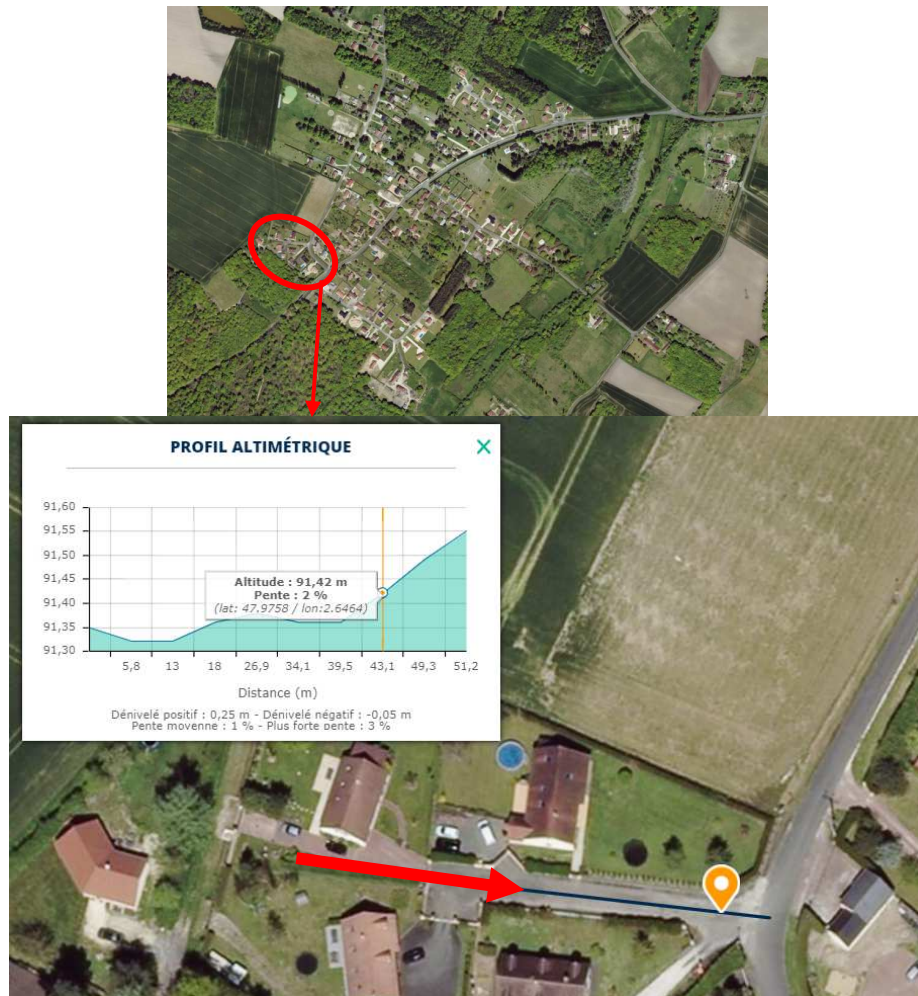 PROFIL ALTIMÉTRIQUE
91,60
91,55
91,50
91,45
91,40
91,35
91,30
Altitude : 91,42 m
Pente : 2 %
(lat: 47.9758 / lon:2.6464)
5,8 13 18 26,9 34,1 39,5 43,1 49,3 51,2
Distance (m)
Dénivelé positif : 0,25 m - Dénivelé négatif : -0,05 m
Pente moyenne : 1 % - Plus forte pente : 3 %